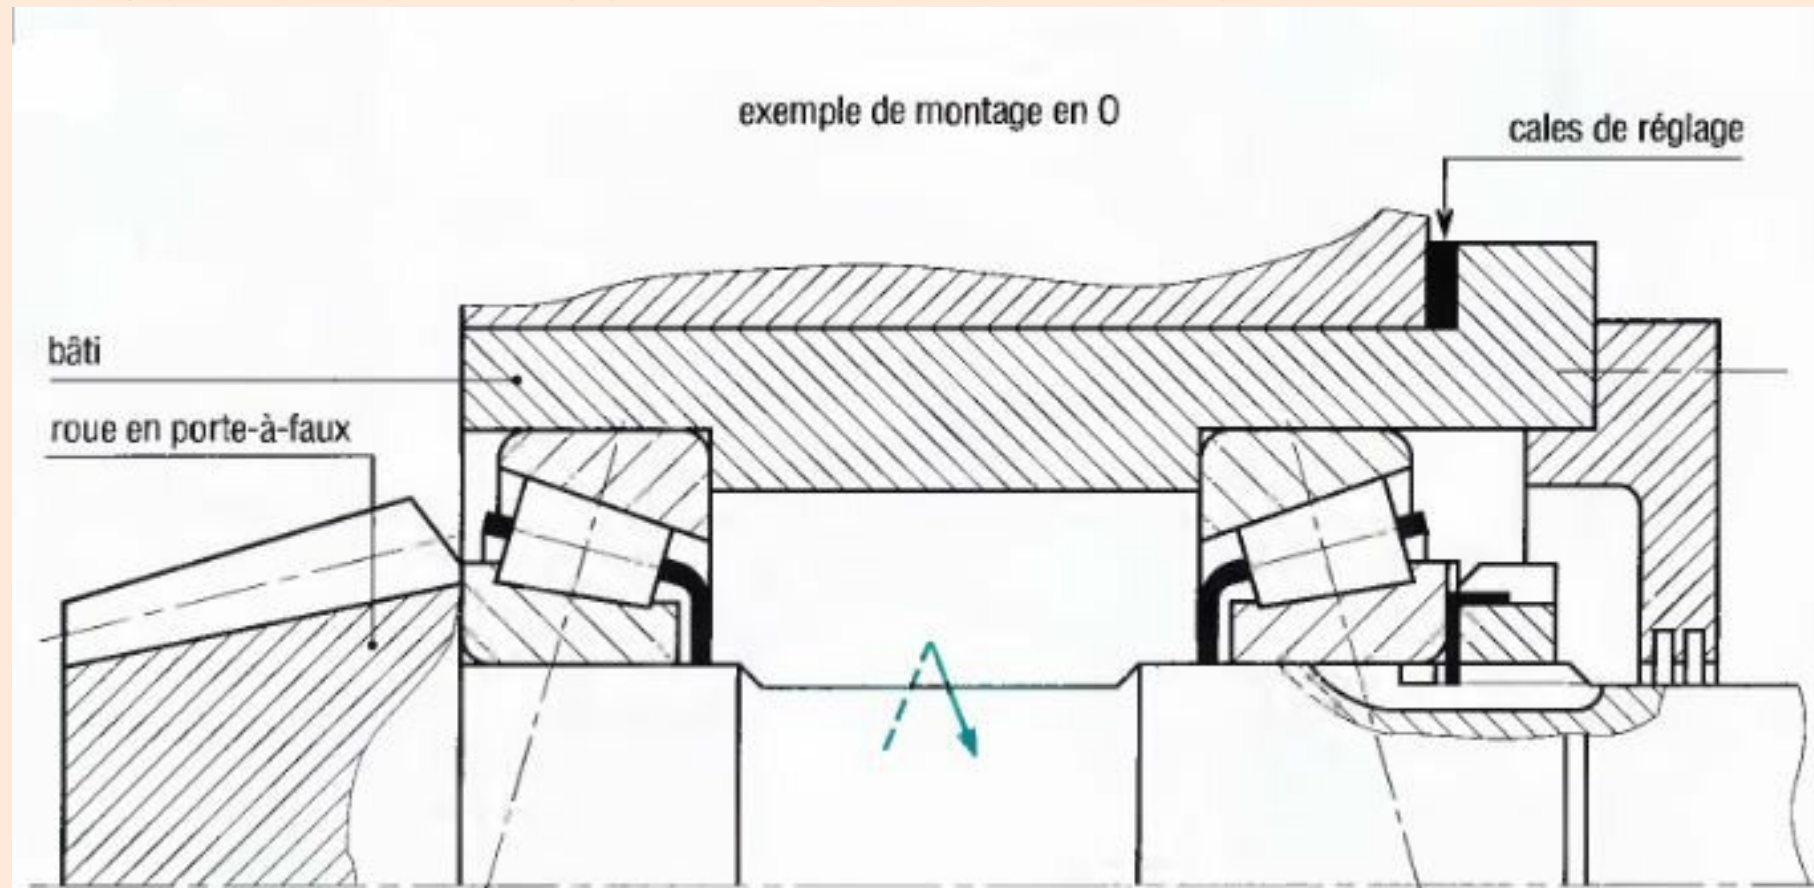 exemple de montage en O
cales de réglage
bâti
roue en porte-à-faux